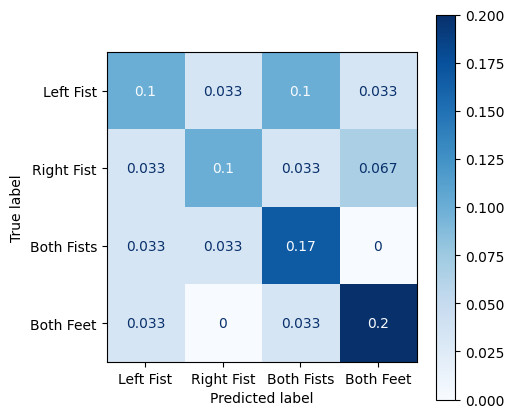 0.200
Left Fist 0.1 0.033 0.1 0.033
0.175
0.150
Right Fist 0.033 0.1 0.033 0.067
0.125
True label
0.100
Both Fists 0.033 0.033 0.17 0
0.075
0.050
Both Feet 0.033 0 0.033 0.2
0.025
0.000
Left Fist Right Fist Both Fists Both Feet
Predicted label